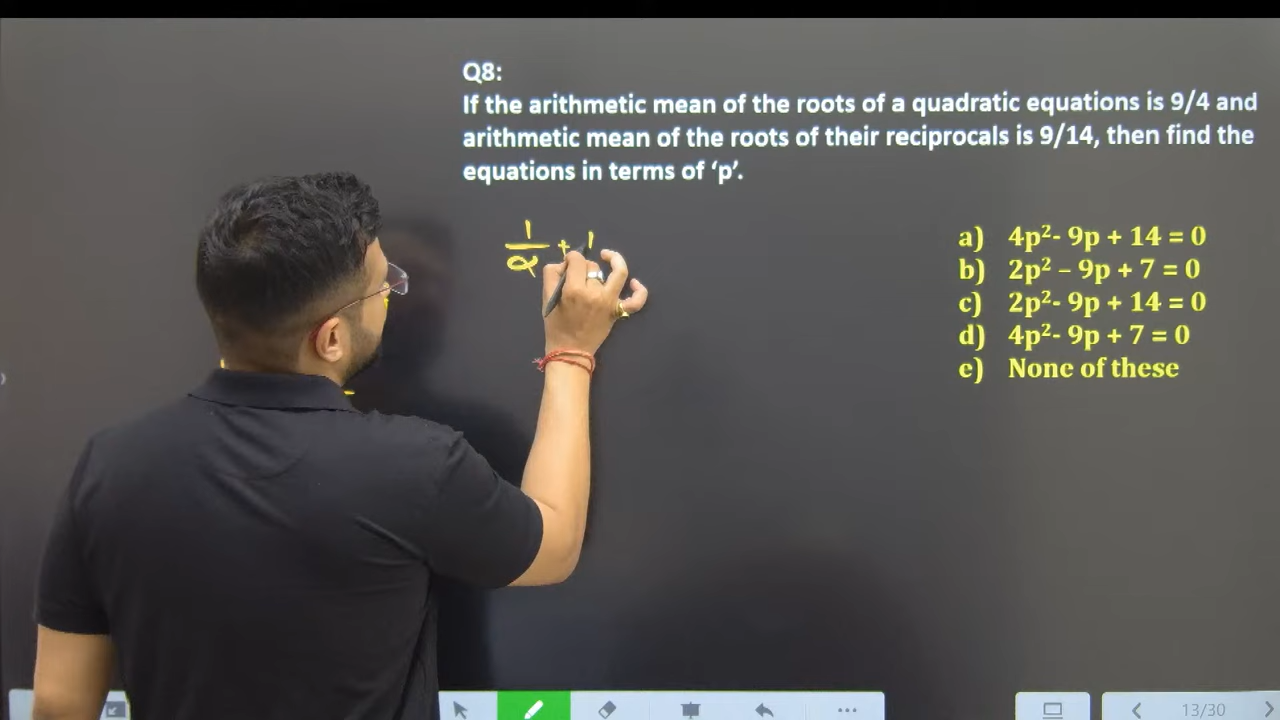 Q8:
If the arithmetic mean of the roots of a quadratic equations is 9/4 and
arithmetic mean of the roots of their reciprocals is 9/14, then find the
equations in terms of ‘p’.
1/α + 1
a) 4p²- 9p + 14 = 0
b) 2p² – 9p + 7 = 0
c) 2p²- 9p + 14 = 0
d) 4p²- 9p + 7 = 0
e) None of these
13/30